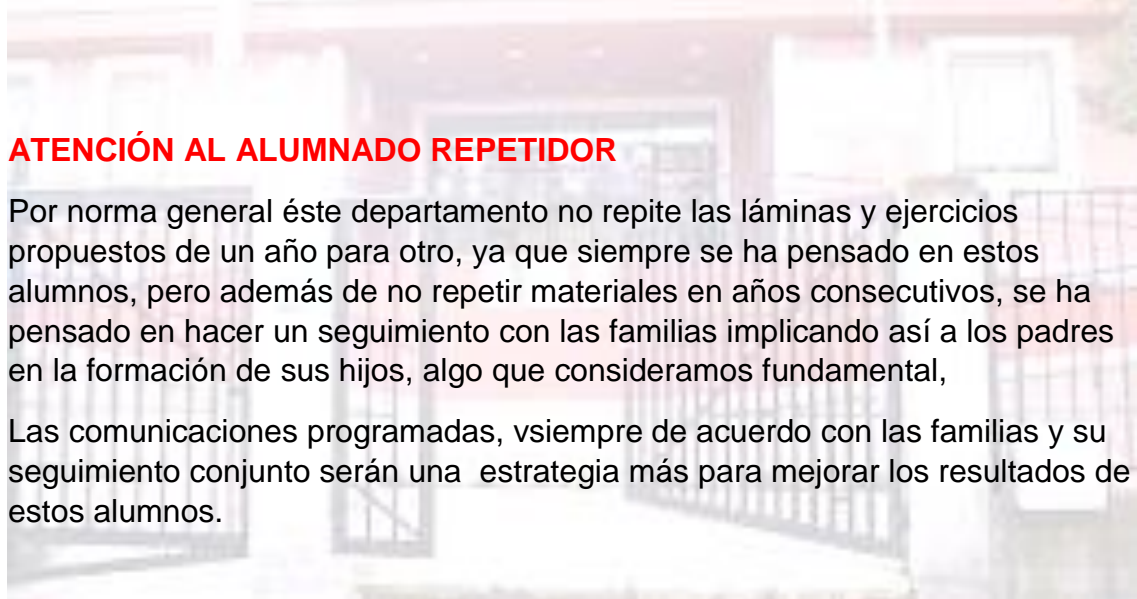 ATENCIÓN AL ALUMNADO REPETIDOR
Por norma general éste departamento no repite las láminas y ejercicios
propuestos de un año para otro, ya que siempre se ha pensado en estos
alumnos, pero además de no repetir materiales en años consecutivos, se ha
pensado en hacer un seguimiento con las familias implicando así a los padres
en la formación de sus hijos, algo que consideramos fundamental,
Las comunicaciones programadas, vsiempre de acuerdo con las familias y su
seguimiento conjunto serán una  estrategia más para mejorar los resultados de
estos alumnos.